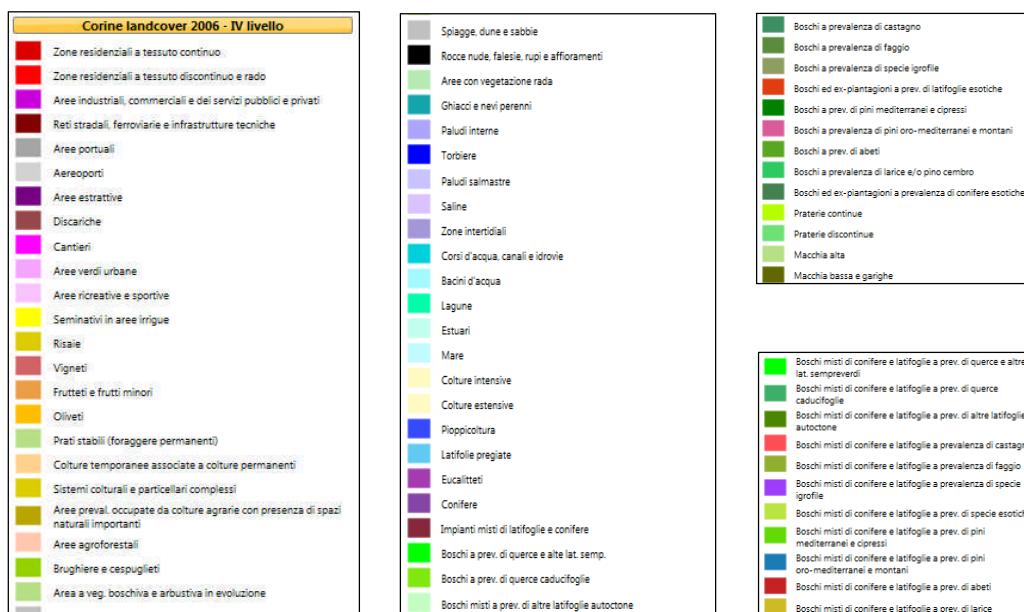 Corine landcover 2006 - IV livello
Zone residenziali a tessuto continuo
Zone residenziali a tessuto discontinuo e rado
Aree industriali, commerciali e dei servizi pubblici e privati
Reti stradali, ferroviarie e infrastrutture tecniche
Aree portuali
Aereoporti
Aree estrattive
Discariche
Cantieri
Aree verdi urbane
Aree ricreative e sportive
Seminativi in aree irrigue
Risaie
Vigneti
Frutteti e frutti minori
Oliveti
Prati stabili (foraggere permanenti)
Colture temporanee associate a colture permanenti
Sistemi colturali e particellari complessi
Aree preval. occupate da colture agrarie con presenza di spazi
naturali importanti
Aree agroforestali
Brughiere e cespuglieti
Area a veg. boschiva e arbustiva in evoluzione
Spiagge, dune e sabbie
Rocce nude, falesie, rupi e affioramenti
Aree con vegetazione rada
Ghiacci e nevi perenni
Paludi interne
Torbiere
Paludi salmastre
Saline
Zone intertidiali
Corsi d'acqua, canali e idrovie
Bacini d'acqua
Lagune
Estuari
Mare
Colture intensive
Colture estensive
Pioppicoltura
Latifolie pregiate
Eucalitteti
Conifere
Impianti misti di latifoglie e conifere
Boschi a prev. di querce e alte lat. semp.
Boschi a prev. di querce caducifoglie
Boschi misti a prev. di altre latifoglie autoctone
Boschi a prevalenza di castagno
Boschi a prevalenza di faggio
Boschi a prevalenza di specie igrofile
Boschi ed ex-piantagioni a prev. di latifoglie esotiche
Boschi a prev. di pini mediterranei e cipressi
Boschi a prevalenza di pini oro-mediterranei e montani
Boschi a prev. di abeti
Boschi a prevalenza di larice e/o pino cembro
Boschi ed ex-piantagioni a prevalenza di conifere esotiche
Praterie continue
Praterie discontinue
Macchia alta
Macchia bassa e garighe
Boschi misti di conifere e latifoglie a prev. di querce e altre
lat. sempreverdi
Boschi misti di conifere e latifoglie a prev. di querce
caducifoglie
Boschi misti di conifere e latifoglie a prev. di altre latifoglie
autoctone
Boschi misti di conifere e latifoglie a prevalenza di castagn
Boschi misti di conifere e latifoglie a prevalenza di faggio
Boschi misti di conifere e latifoglie a prevalenza di specie
igrofile
Boschi misti di conifere e latifoglie a prev. di specie esotich
Boschi misti di conifere e latifoglie a prev. di pini
mediterranei e cipressi
Boschi misti di conifere e latifoglie a prev. di pini
oro-mediterranei e montani
Boschi misti di conifere e latifoglie a prev. di abeti
Boschi misti di conifere e latifoglie a prev. di larice